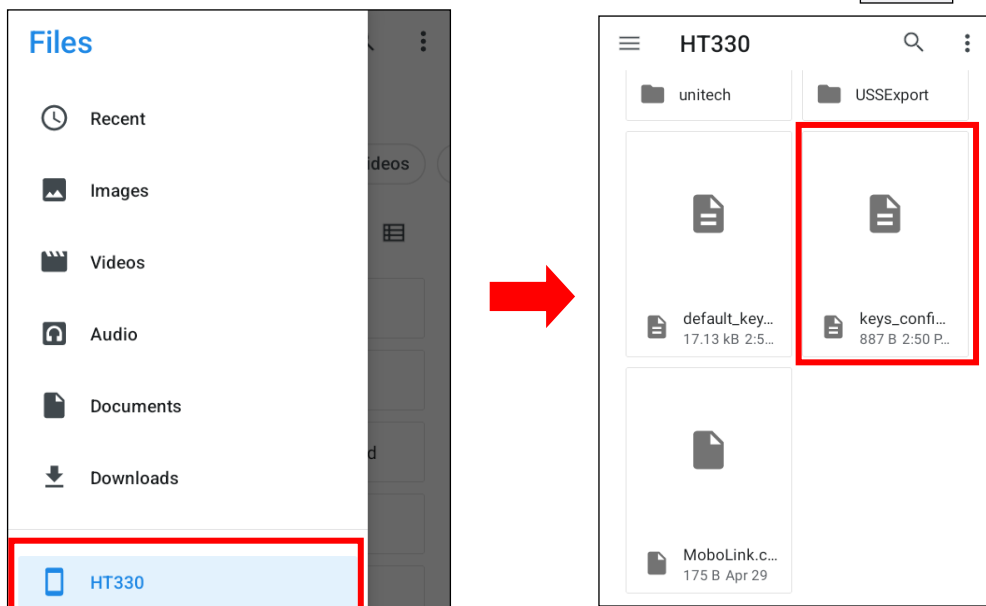 Files
Recent
Images
ideos
Videos
Audio
Documents
d
Downloads
HT330
HT330
unitech
USSExport
default_key...
17.13 kB 2:5...
keys_confi...
887 B 2:50 P...
MoboLink.c...
175 B Apr 29